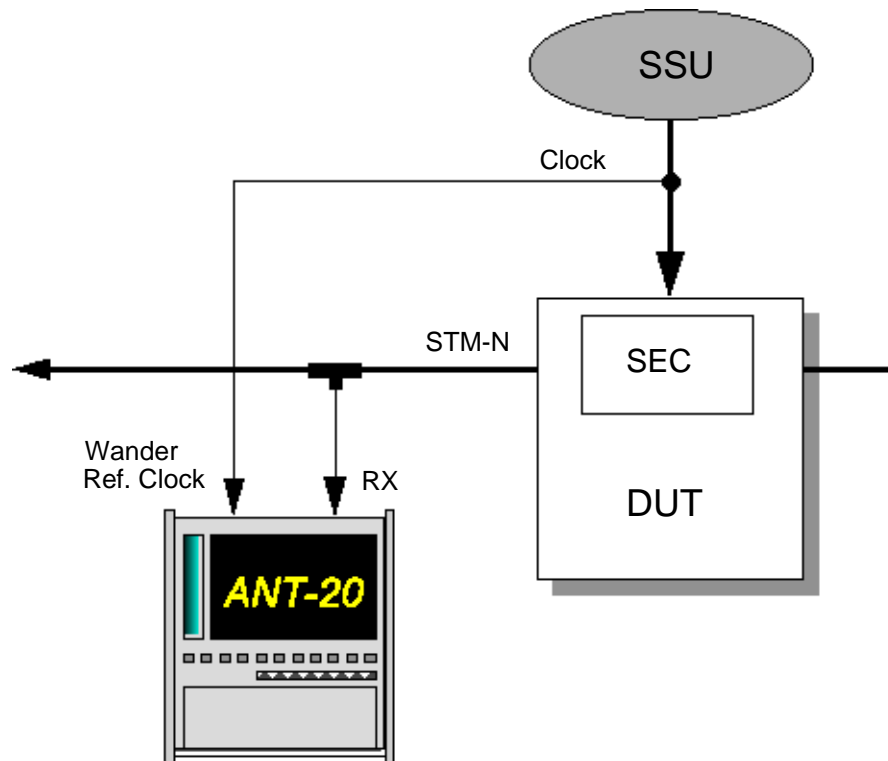 SSU
Clock
STM-N
SEC
Wander
Ref. Clock
RX
DUT
ANT-20